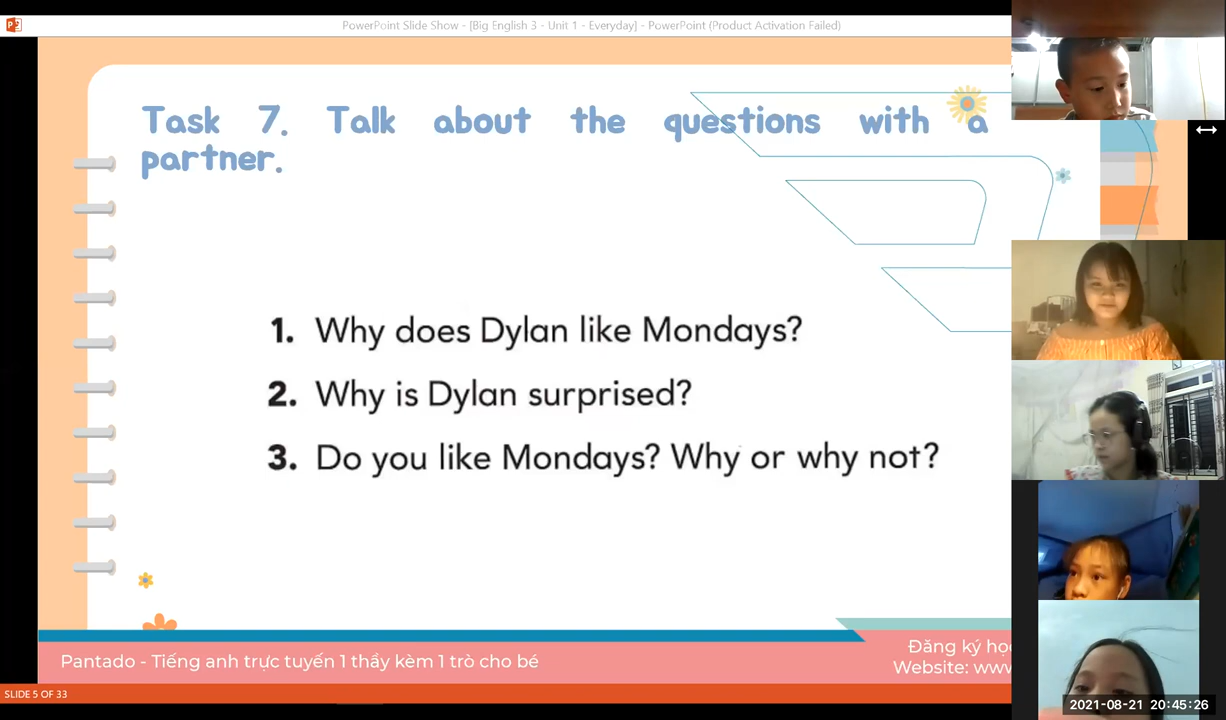 PowerPoint Slide Show - [Big English 3 - Unit 1 - Everyday] - PowerPoint (Product Activation Failed)
Task 7. Talk about the questions with a
partner.
1. Why does Dylan like Mondays?
2. Why is Dylan surprised?
3. Do you like Mondays? Why or why not?
Pantado - Tiếng anh trực tuyến 1 thầy kèm 1 trò cho bé
Đăng ký
Website: www
SLIDE 5 OF 33
2021-08-21 20:45:26